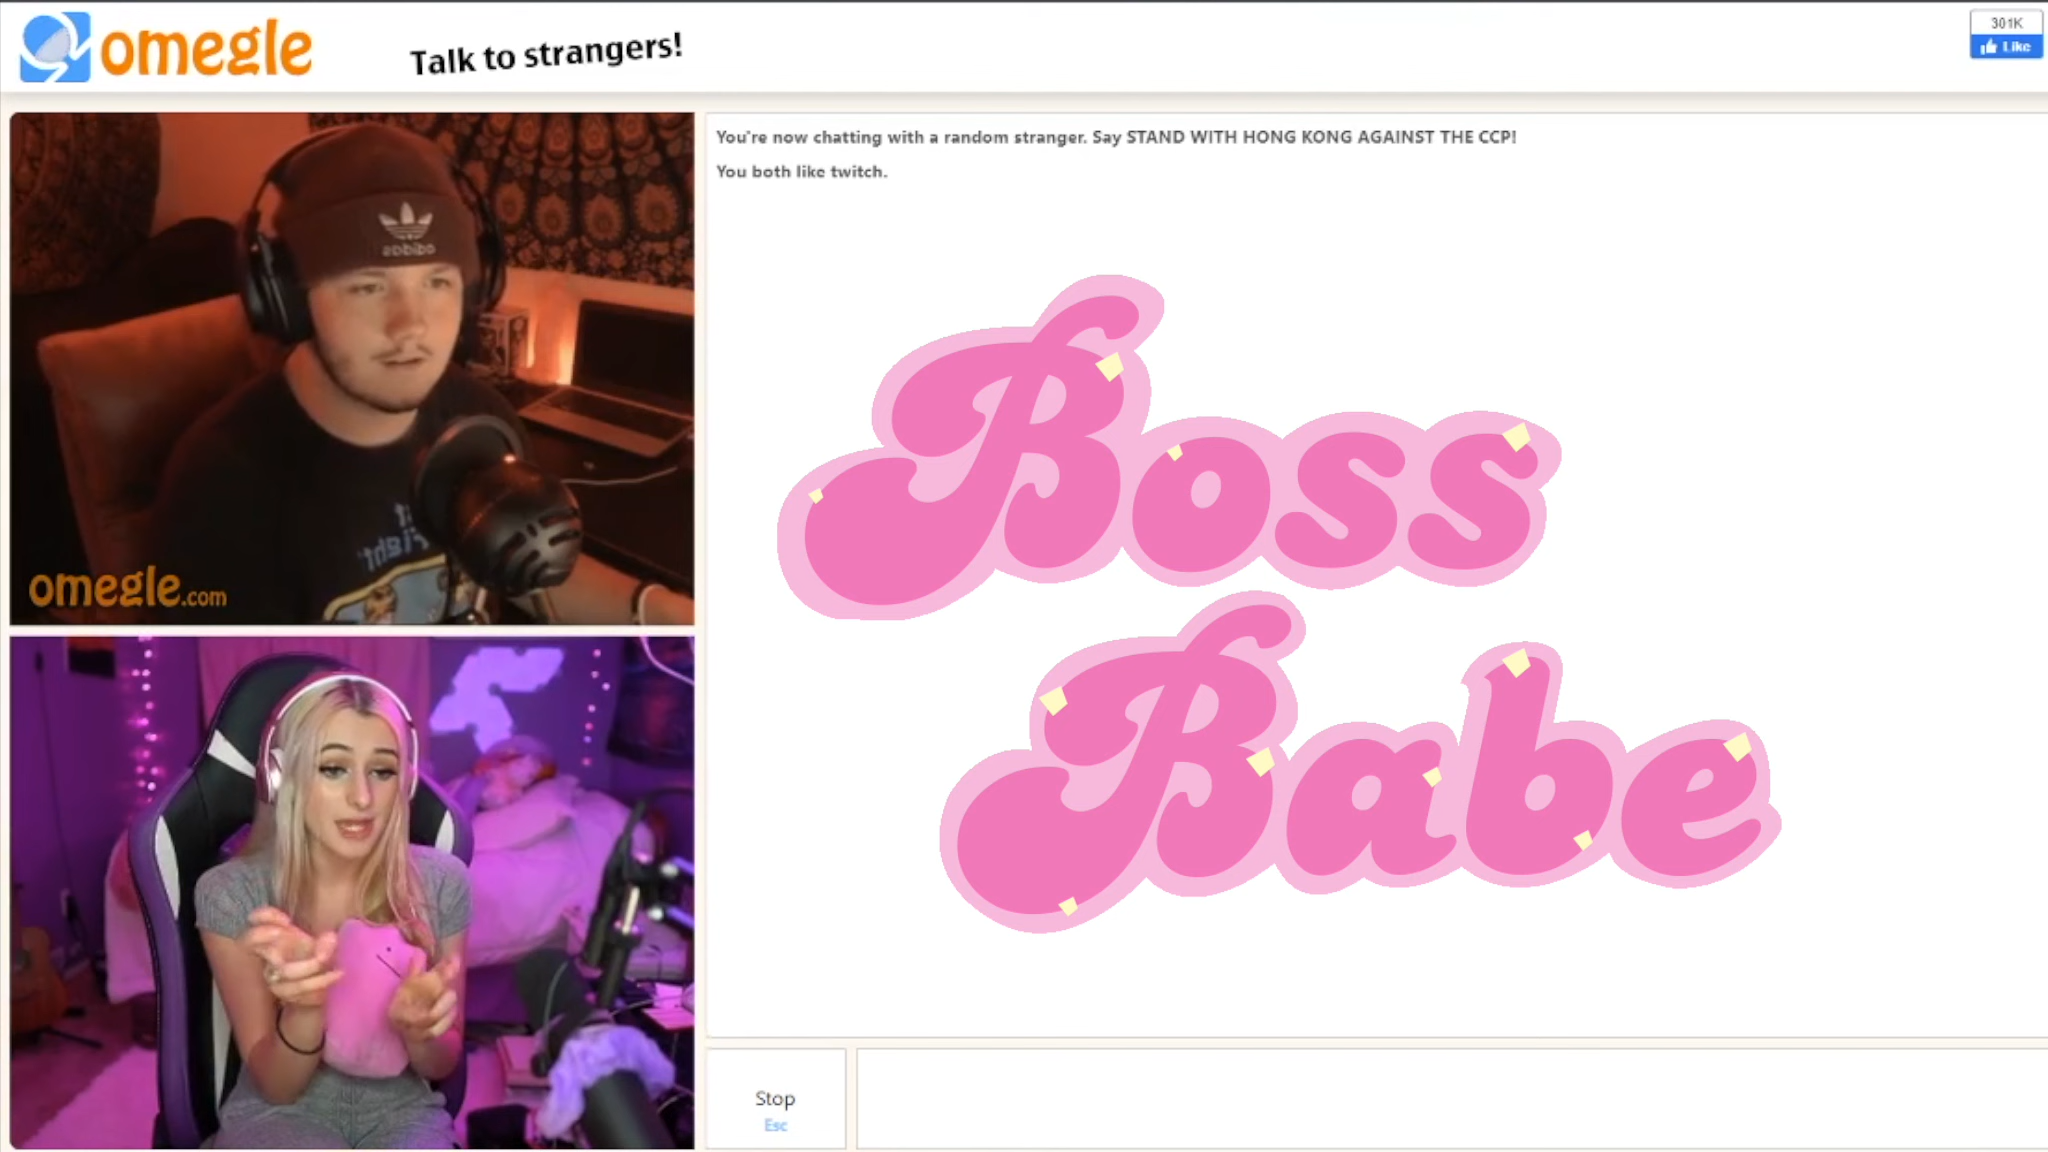 omegle
Talk to strangers!
301K
Like
You're now chatting with a random stranger. Say STAND WITH HONG KONG AGAINST THE CCP!
You both like twitch.
adidas
omegle.com
Boss
Babe
Stop
Esc